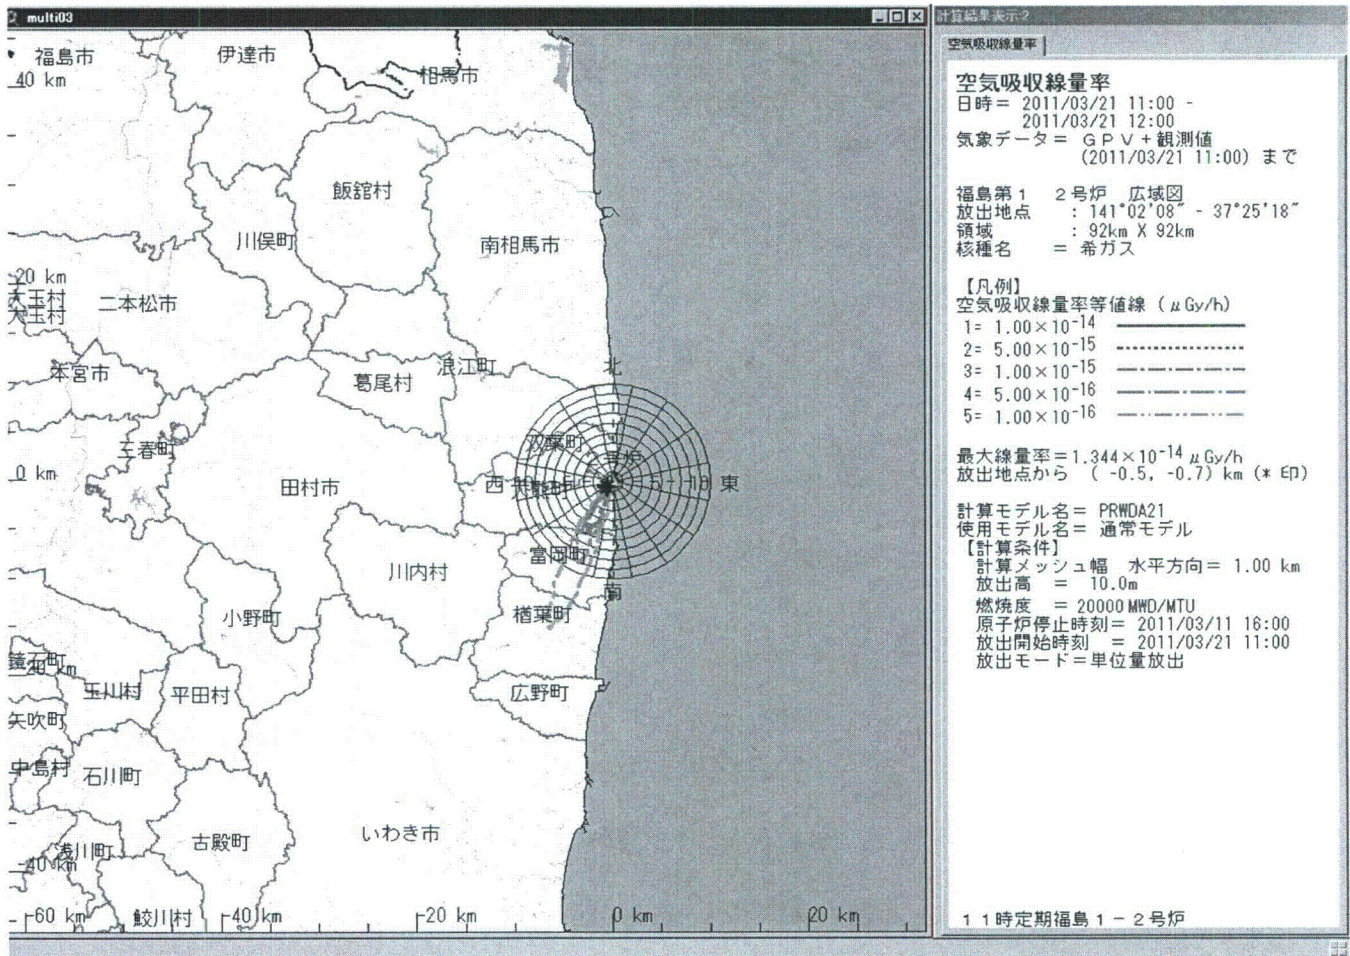 multi03
福島市
伊達市
相馬市
40 km
飯舘村
川俣町
南相馬市
20 km
大玉村
大玉村
二本松市
北
浪江町
本宮市
葛尾村
双葉町
三春町
0 km
田村市
西
東
富岡町
川内村
南
楢葉町
小野町
鏡石町
玉川村
平田村
広野町
矢吹町
中島村
石川町
古殿町
いわき市
浅川町
-40 km
-60 km
鮫川村
-40 km
-20 km
0 km
20 km
計算結果表示2
空気吸収線量率
空気吸収線量率
日時= 2011/03/21 11:00 -
2011/03/21 12:00
気象データ= GPV+観測値
(2011/03/21 11:00) まで
福島第1 2号炉 広域図
放出地点 : 141°02'08" - 37°25'18"
領域 : 92km X 92km
核種名 = 希ガス
【凡例】
空気吸収線量率等値線 (μGy/h)
1= 1.00×10⁻¹⁴
2= 5.00×10⁻¹⁵
3= 1.00×10⁻¹⁵
4= 5.00×10⁻¹⁶
5= 1.00×10⁻¹⁶
最大線量率=1.344×10⁻¹⁴μGy/h
放出地点から ( -0.5, -0.7) km (* 印)
計算モデル名= PRWDA21
使用モデル名= 通常モデル
【計算条件】
計算メッシュ幅 水平方向= 1.00 km
放出高 = 10.0m
燃焼度 = 20000MWD/MTU
原子炉停止時刻= 2011/03/11 16:00
放出開始時刻 = 2011/03/21 11:00
放出モード=単位量放出
11時定期福島1-2号炉